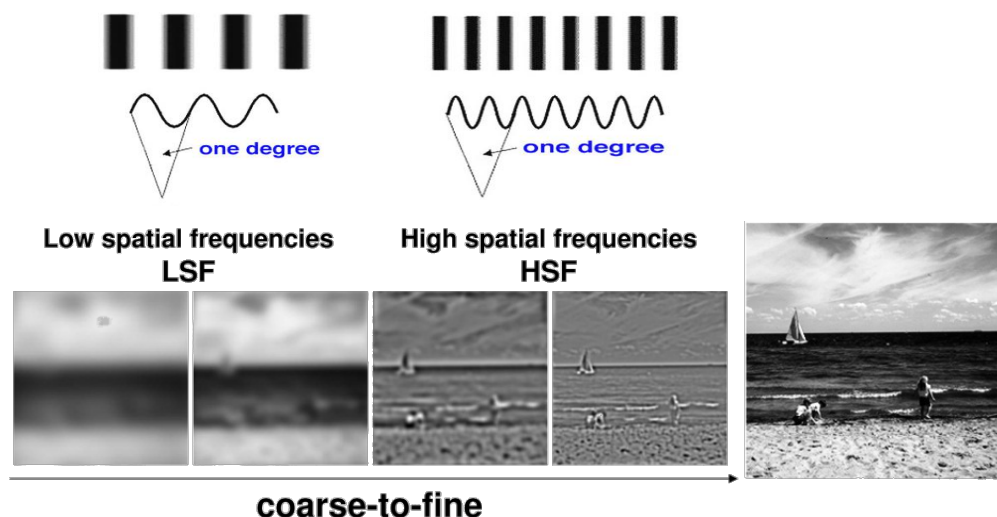 one degree
one degree
Low spatial frequencies
LSF
High spatial frequencies
HSF
coarse-to-fine